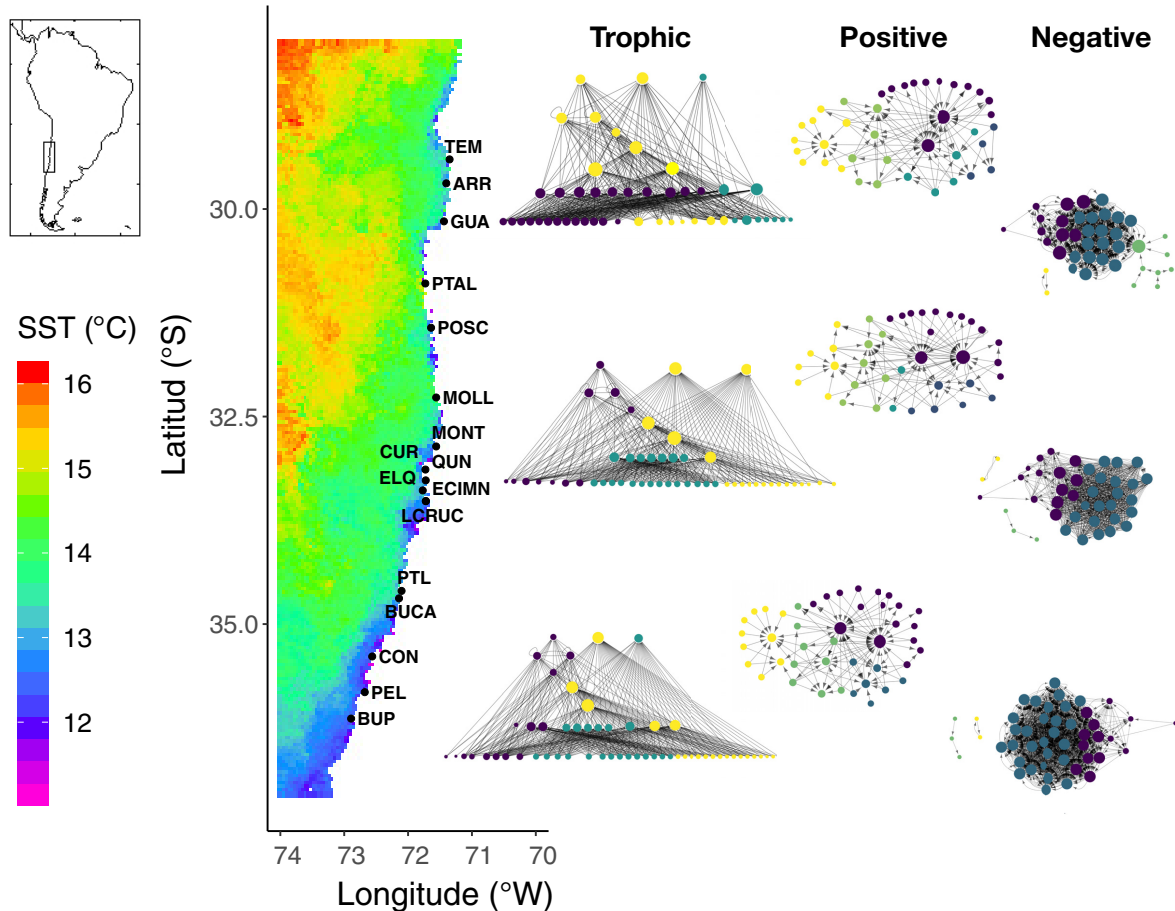 Trophic
Positive
Negative
TEM
ARR
GUA
PTAL
POSC
MOLL
MONT
CUR
QUN
ELQ
ECIMN
LCRUC
PTL
BUCA
CON
PEL
BUP
SST (°C)
16
15
14
13
12
Latitud (°S)
30.0
32.5
35.0
74 73 72 71 70
Longitude (°W)